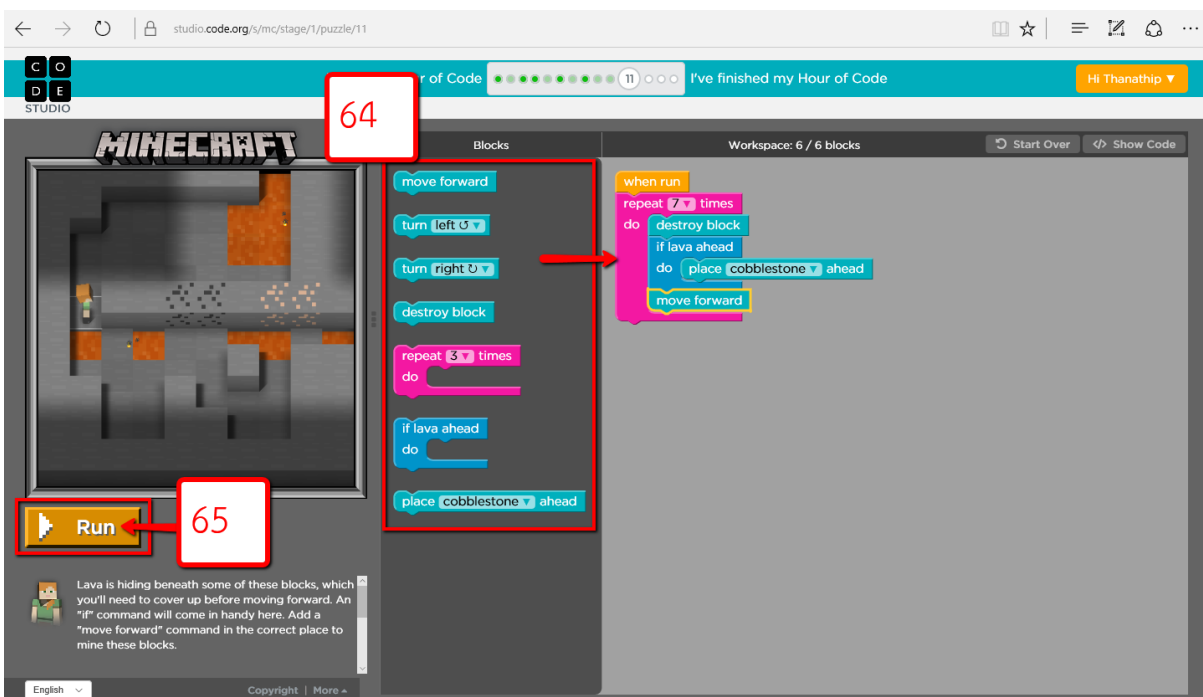 studio.code.org/s/mc/stage/1/puzzle/11
CODE
STUDIO
r of Code
11
I've finished my Hour of Code
Hi Thanathip ▼
64
MINECRAFT
Blocks
Workspace: 6 / 6 blocks
Start Over
</> Show Code
move forward
turn left ↺ ▼
turn right ↻ ▼
destroy block
repeat 3 ▼ times
do
if lava ahead
do
place cobblestone ▼ ahead
when run
repeat 7 ▼ times
do destroy block
if lava ahead
do place cobblestone ▼ ahead
move forward
Run
65
Lava is hiding beneath some of these blocks, which
you'll need to cover up before moving forward. An
"if" command will come in handy here. Add a
"move forward" command in the correct place to
mine these blocks.
English
Copyright | More